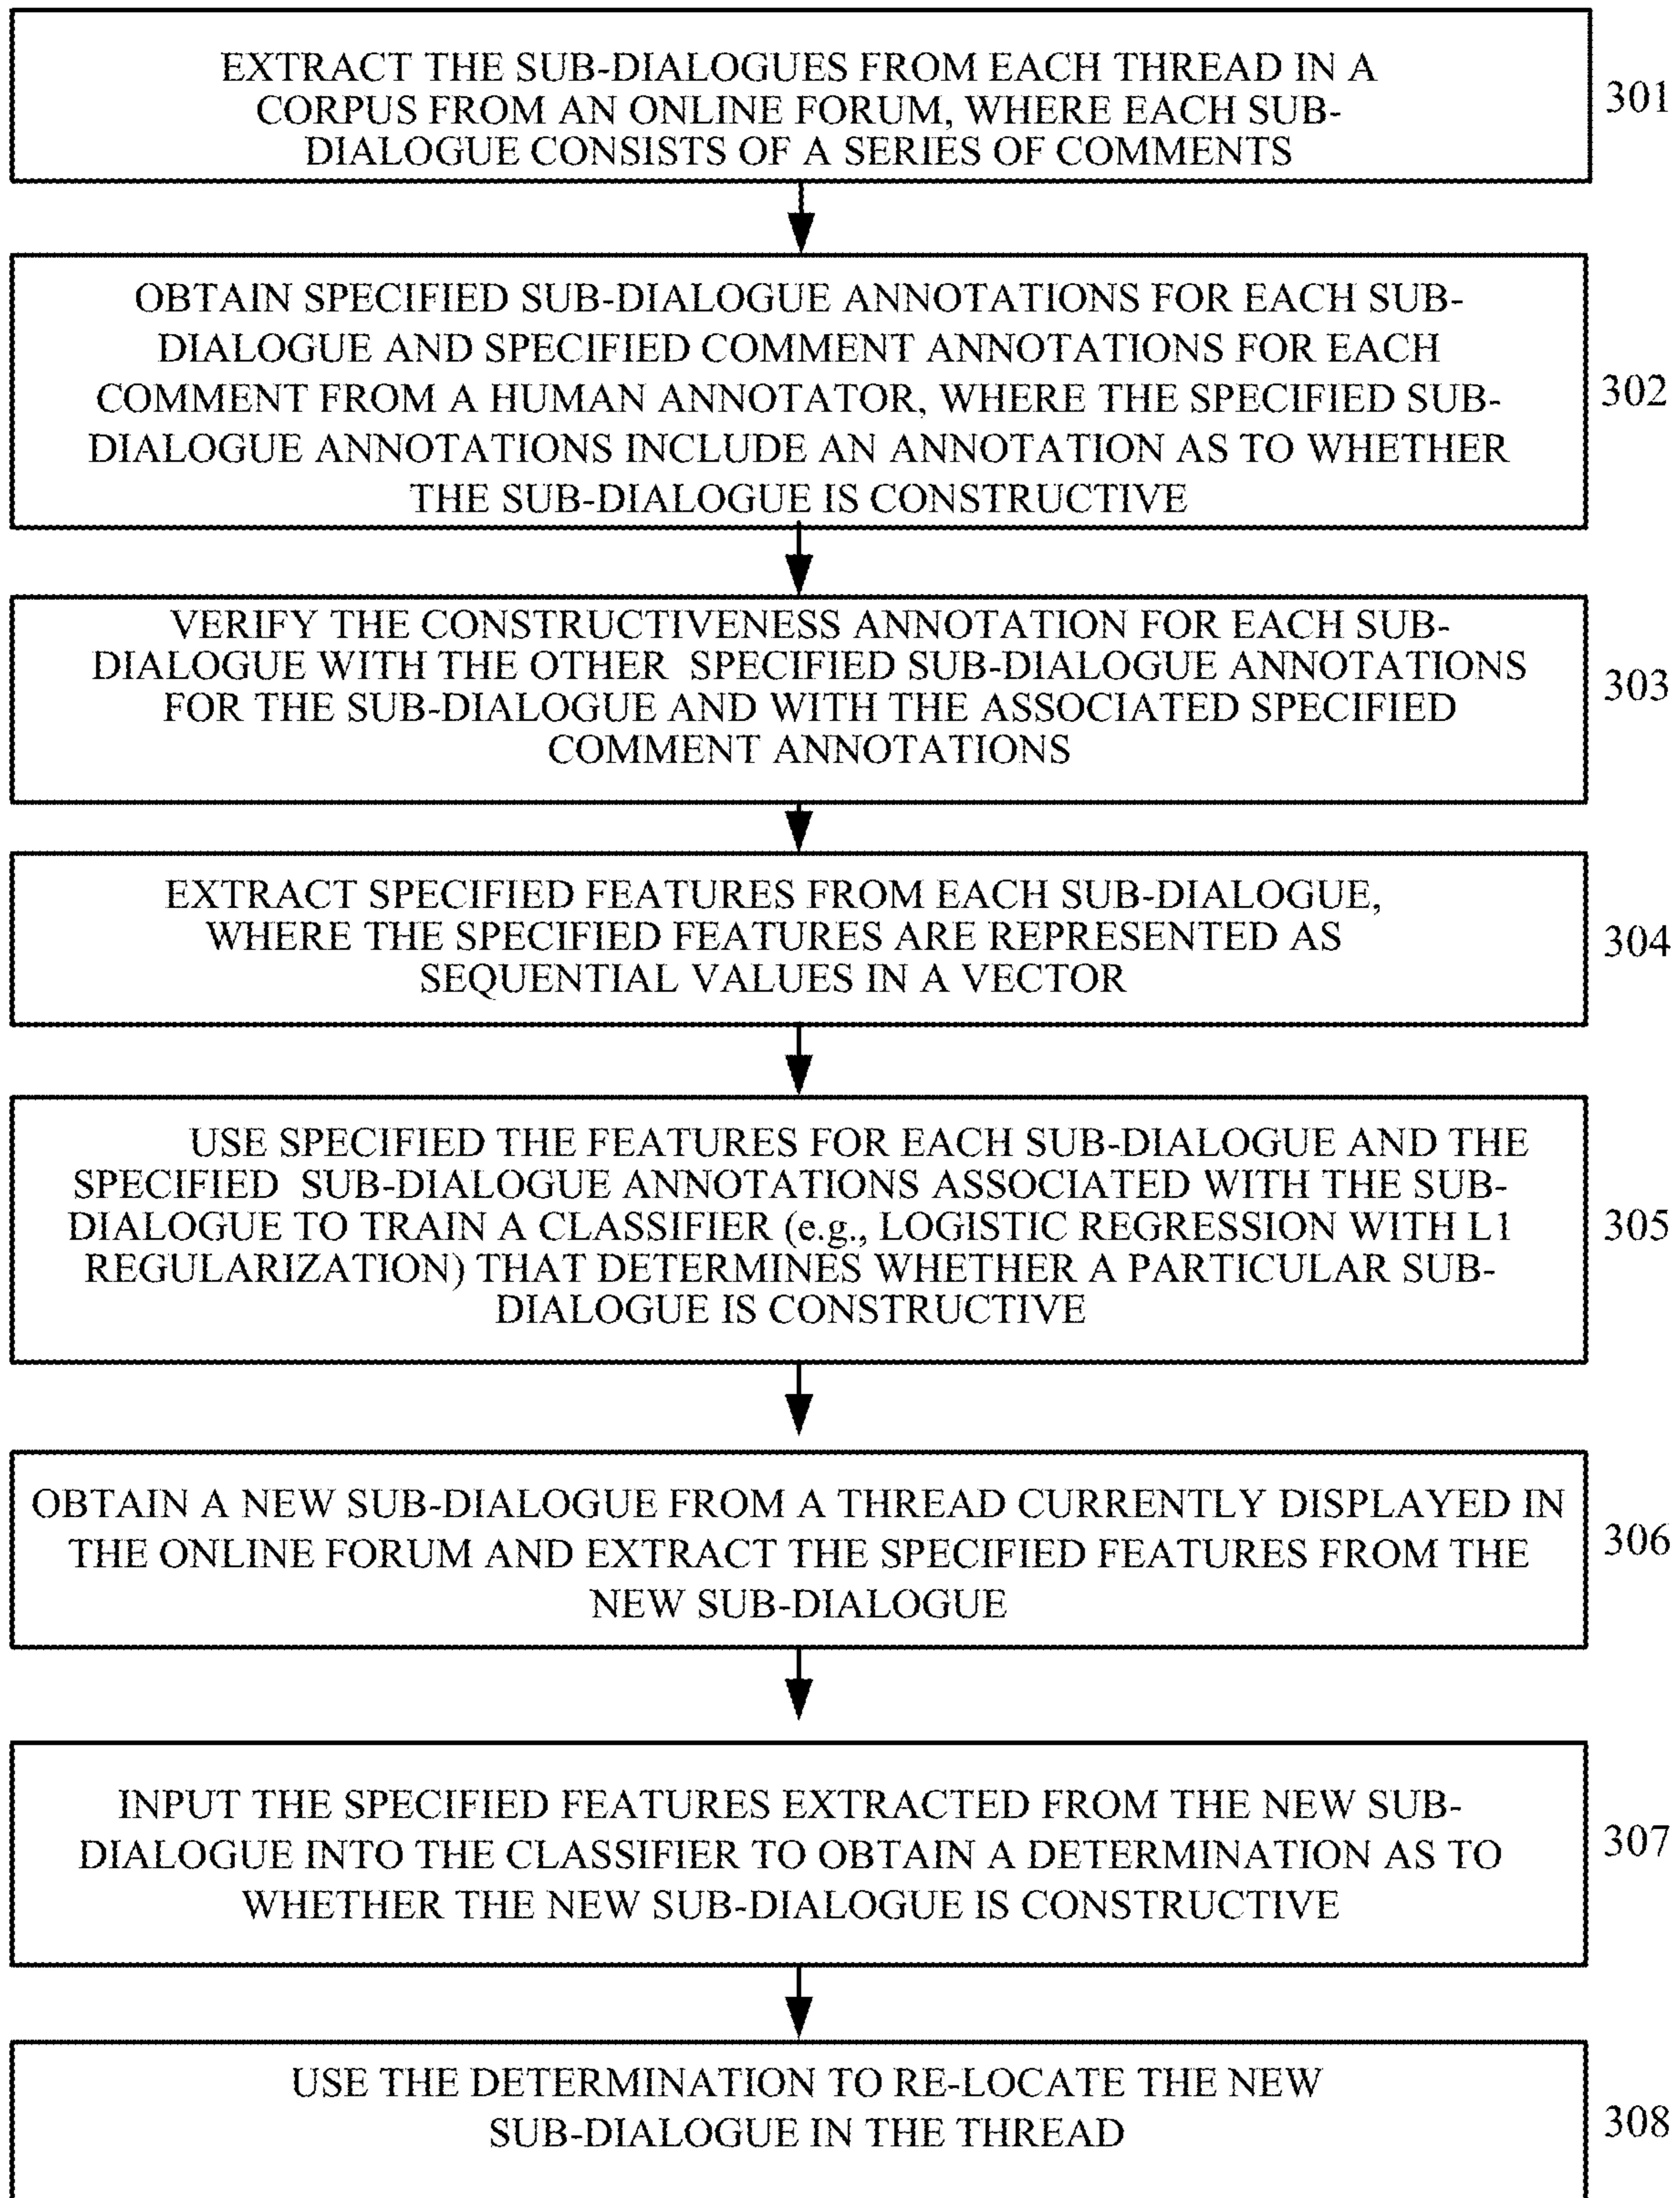 EXTRACT THE SUB-DIALOGUES FROM EACH THREAD IN A
CORPUS FROM AN ONLINE FORUM, WHERE EACH SUB-
DIALOGUE CONSISTS OF A SERIES OF COMMENTS
301
OBTAIN SPECIFIED SUB-DIALOGUE ANNOTATIONS FOR EACH SUB-
DIALOGUE AND SPECIFIED COMMENT ANNOTATIONS FOR EACH
COMMENT FROM A HUMAN ANNOTATOR, WHERE THE SPECIFIED SUB-
DIALOGUE ANNOTATIONS INCLUDE AN ANNOTATION AS TO WHETHER
THE SUB-DIALOGUE IS CONSTRUCTIVE
302
VERIFY THE CONSTRUCTIVENESS ANNOTATION FOR EACH SUB-
DIALOGUE WITH THE OTHER SPECIFIED SUB-DIALOGUE ANNOTATIONS
FOR THE SUB-DIALOGUE AND WITH THE ASSOCIATED SPECIFIED
COMMENT ANNOTATIONS
303
EXTRACT SPECIFIED FEATURES FROM EACH SUB-DIALOGUE,
WHERE THE SPECIFIED FEATURES ARE REPRESENTED AS
SEQUENTIAL VALUES IN A VECTOR
304
USE SPECIFIED THE FEATURES FOR EACH SUB-DIALOGUE AND THE
SPECIFIED SUB-DIALOGUE ANNOTATIONS ASSOCIATED WITH THE SUB-
DIALOGUE TO TRAIN A CLASSIFIER (e.g., LOGISTIC REGRESSION WITH L1
REGULARIZATION) THAT DETERMINES WHETHER A PARTICULAR SUB-
DIALOGUE IS CONSTRUCTIVE
305
OBTAIN A NEW SUB-DIALOGUE FROM A THREAD CURRENTLY DISPLAYED IN
THE ONLINE FORUM AND EXTRACT THE SPECIFIED FEATURES FROM THE
NEW SUB-DIALOGUE
306
INPUT THE SPECIFIED FEATURES EXTRACTED FROM THE NEW SUB-
DIALOGUE INTO THE CLASSIFIER TO OBTAIN A DETERMINATION AS TO
WHETHER THE NEW SUB-DIALOGUE IS CONSTRUCTIVE
307
USE THE DETERMINATION TO RE-LOCATE THE NEW
SUB-DIALOGUE IN THE THREAD
308